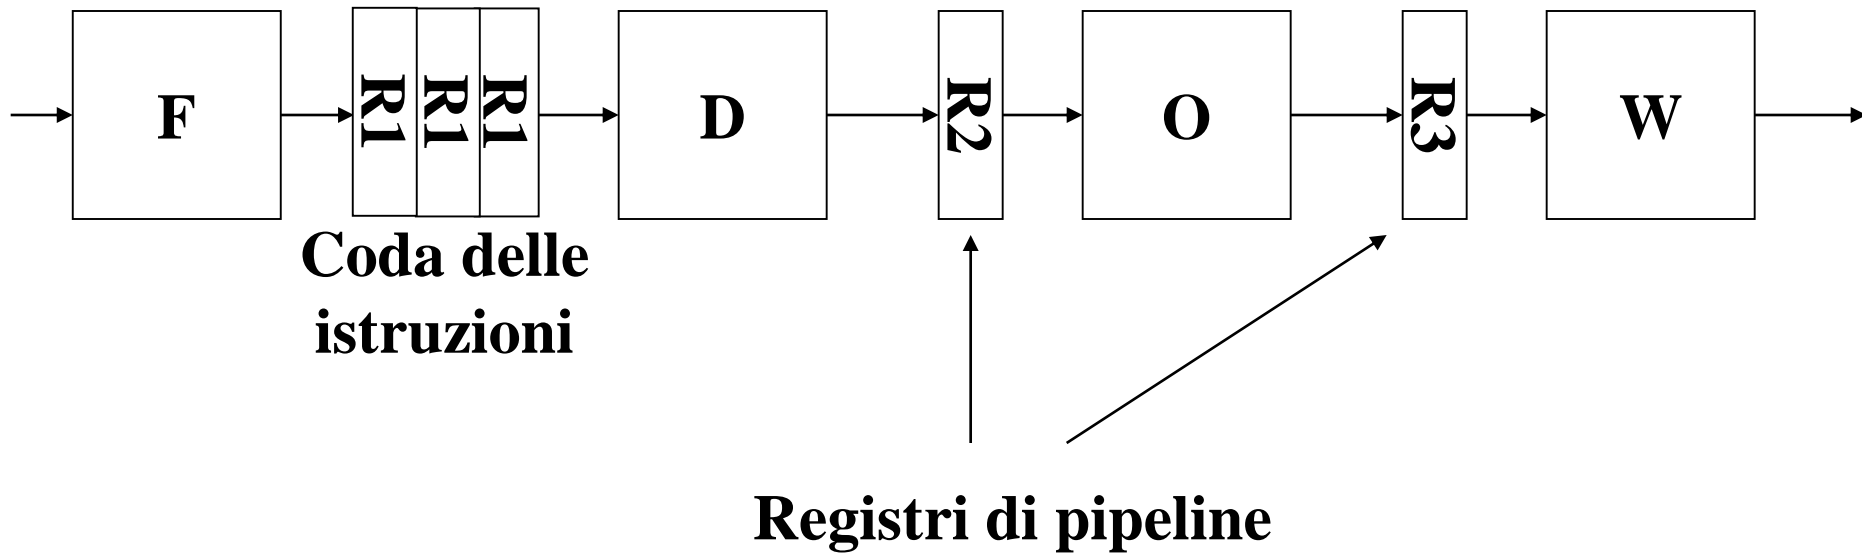 F
R1
R1
R1
D
R2
O
R3
W
Coda delle
istruzioni
Registri di pipeline